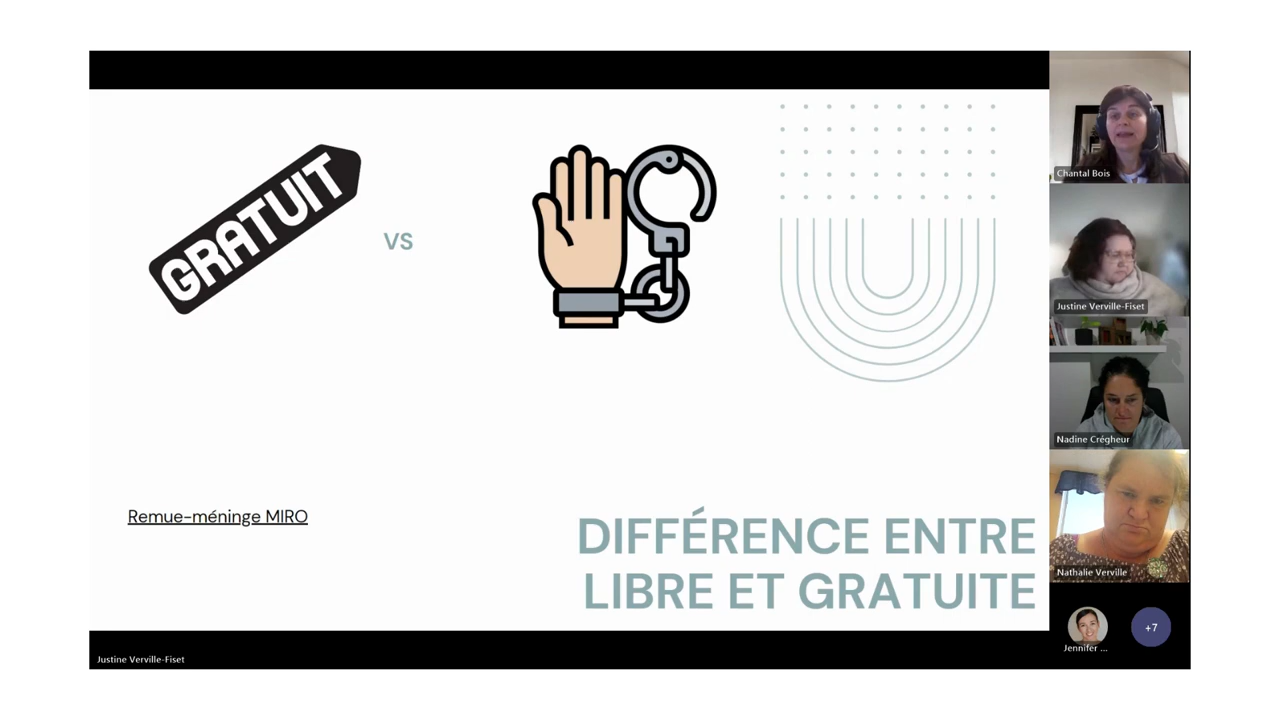 GRATUIT
VS
Remue-méninge MIRO
DIFFÉRENCE ENTRE
LIBRE ET GRATUITE
Justine Verville-Fiset
Chantal Bois
Justine Verville-Fiset
Nadine Crégheur
Nathalie Verville
Jennifer ...
+7